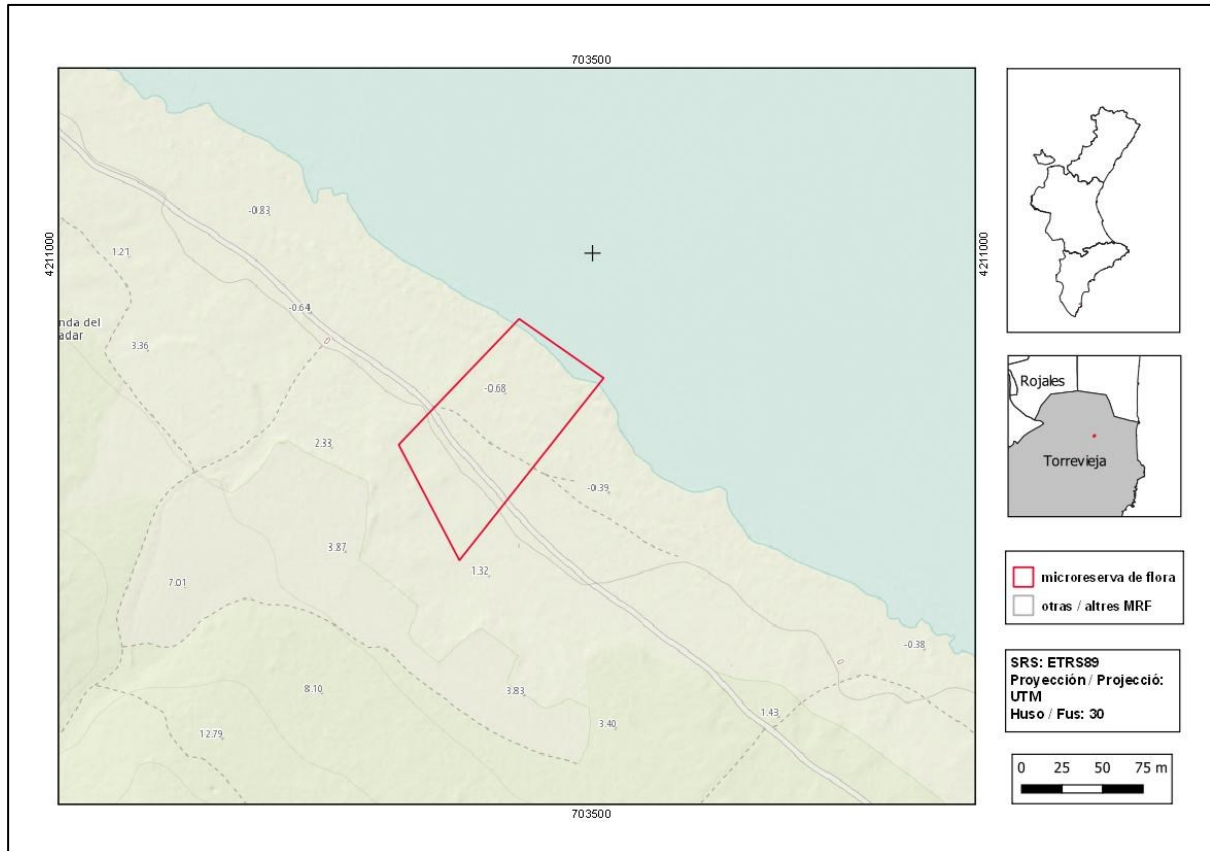 703500
4211000
4211000
-0.83
1.21
-0.64
nda del
adar
3.36
0
-0.68
2.33
-0.39
3.87
1.32
7.01
-0.38
0
8.10
3.83
3.40
1.43
12.79
703500
Rojales
Torrevieja
microreserva de flora
otras / altres MRF
SRS: ETRS89
Proyección / Projecció:
UTM
Huso / Fus: 30
0 25 50 75 m